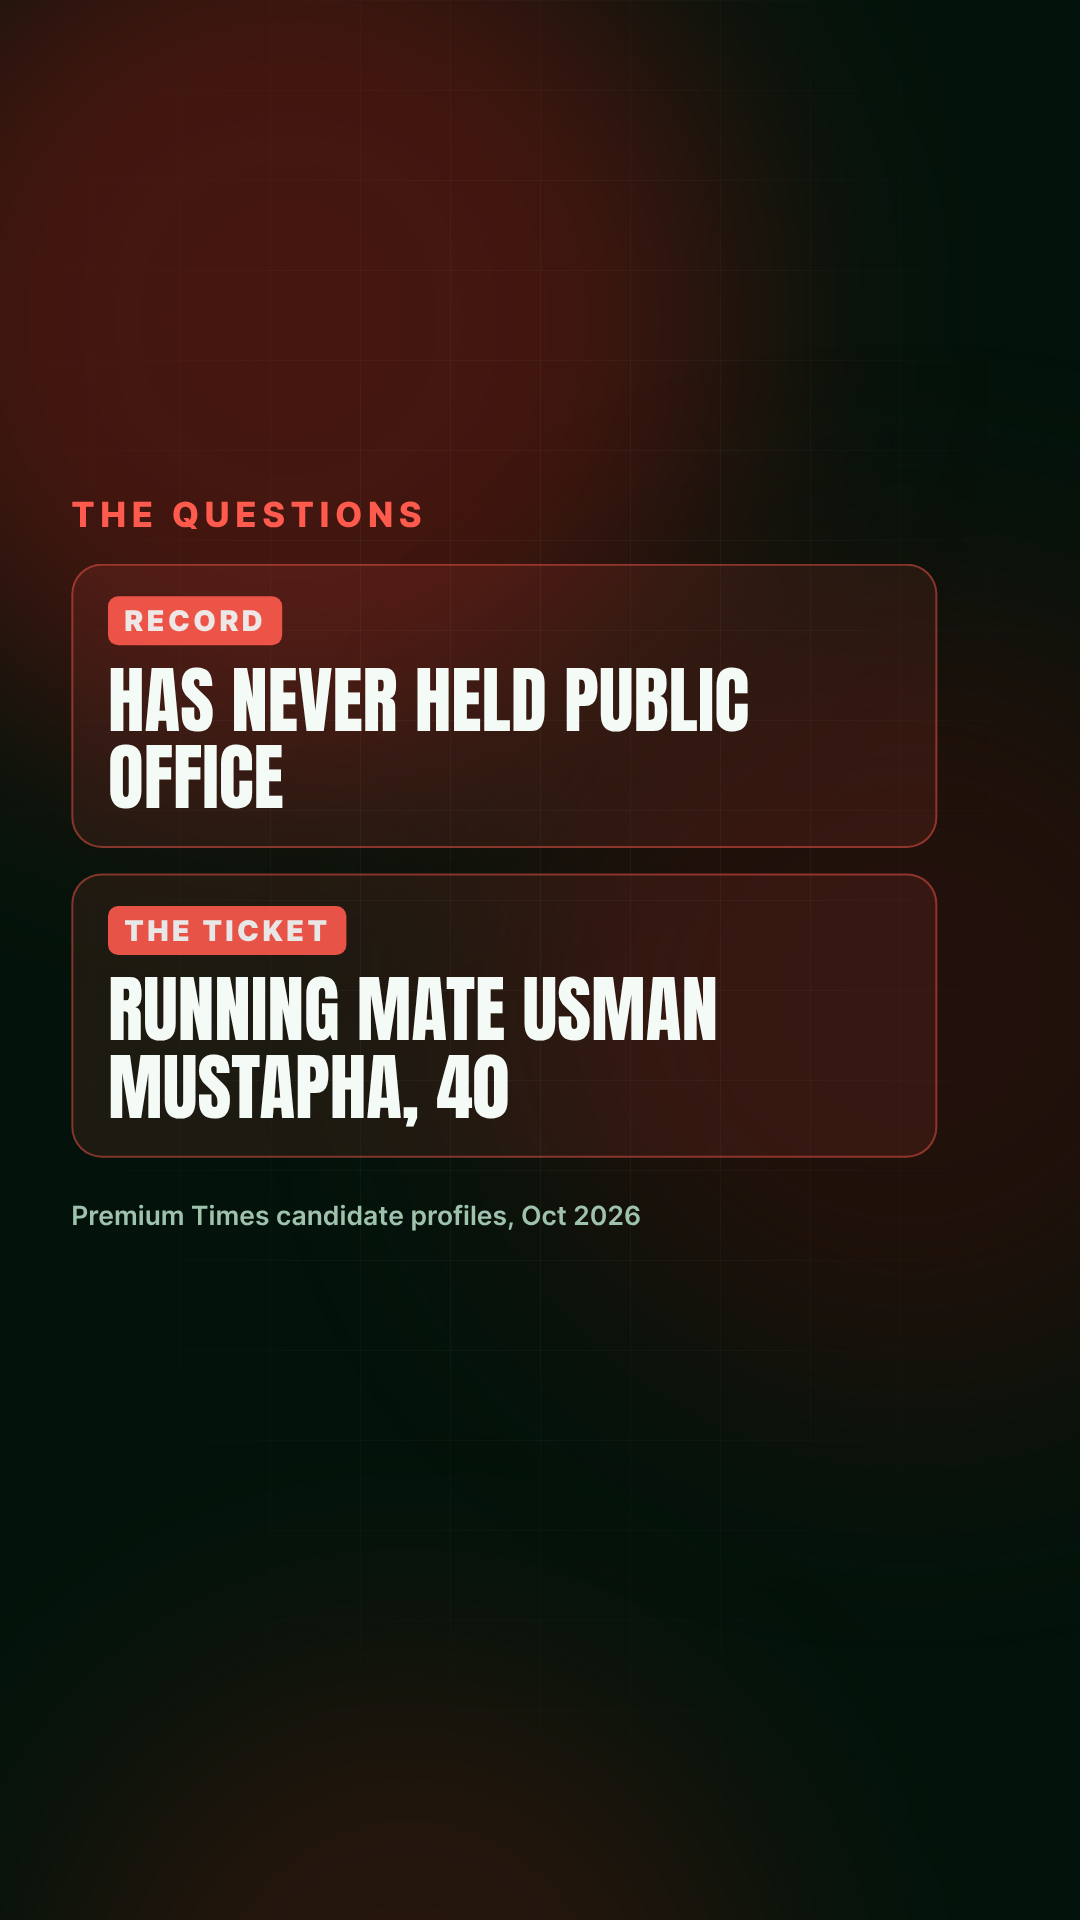 THE QUESTIONS
RECORD
HAS NEVER HELD PUBLIC
OFFICE
THE TICKET
RUNNING MATE USMAN
MUSTAPHA, 40
Premium Times candidate profiles, Oct 2026